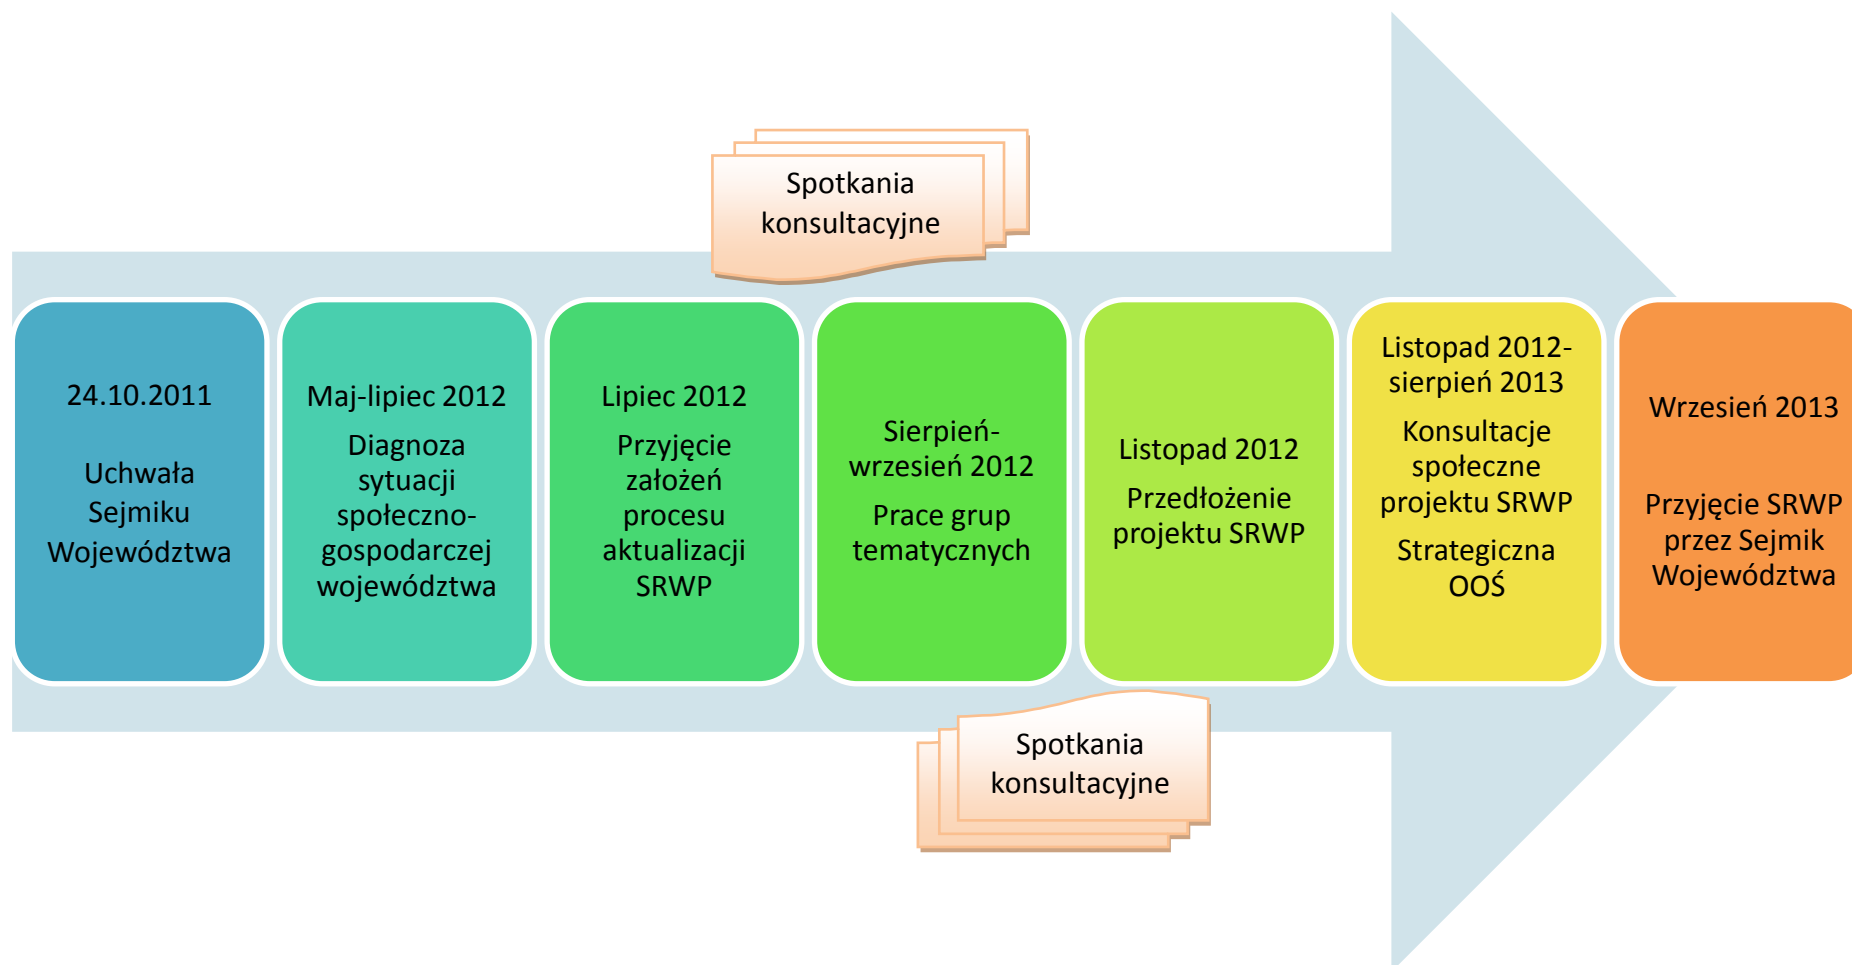 Spotkania
konsultacyjne
24.10.2011
Uchwała
Sejmiku
Województwa
Maj-lipiec 2012
Diagnoza
sytuacji
społeczno-
gospodarczej
województwa
Lipiec 2012
Przyjęcie
założeń
procesu
aktualizacji
SRWP
Sierpień-
wrzesień 2012
Prace grup
tematycznych
Listopad 2012
Przedłożenie
projektu SRWP
Listopad 2012-
sierpień 2013
Konsultacje
społeczne
projektu SRWP
Strategiczna
OOŚ
Wrzesień 2013
Przyjęcie SRWP
przez Sejmik
Województwa
Spotkania
konsultacyjne